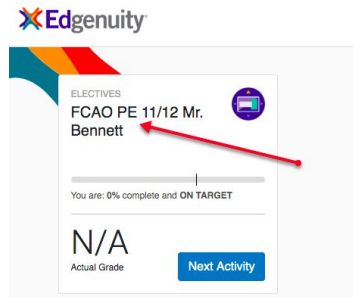 Edgenuity
ELECTIVES
FCAO PE 11/12 Mr.
Bennett
You are: 0% complete and ON TARGET
N/A
Actual Grade
Next Activity